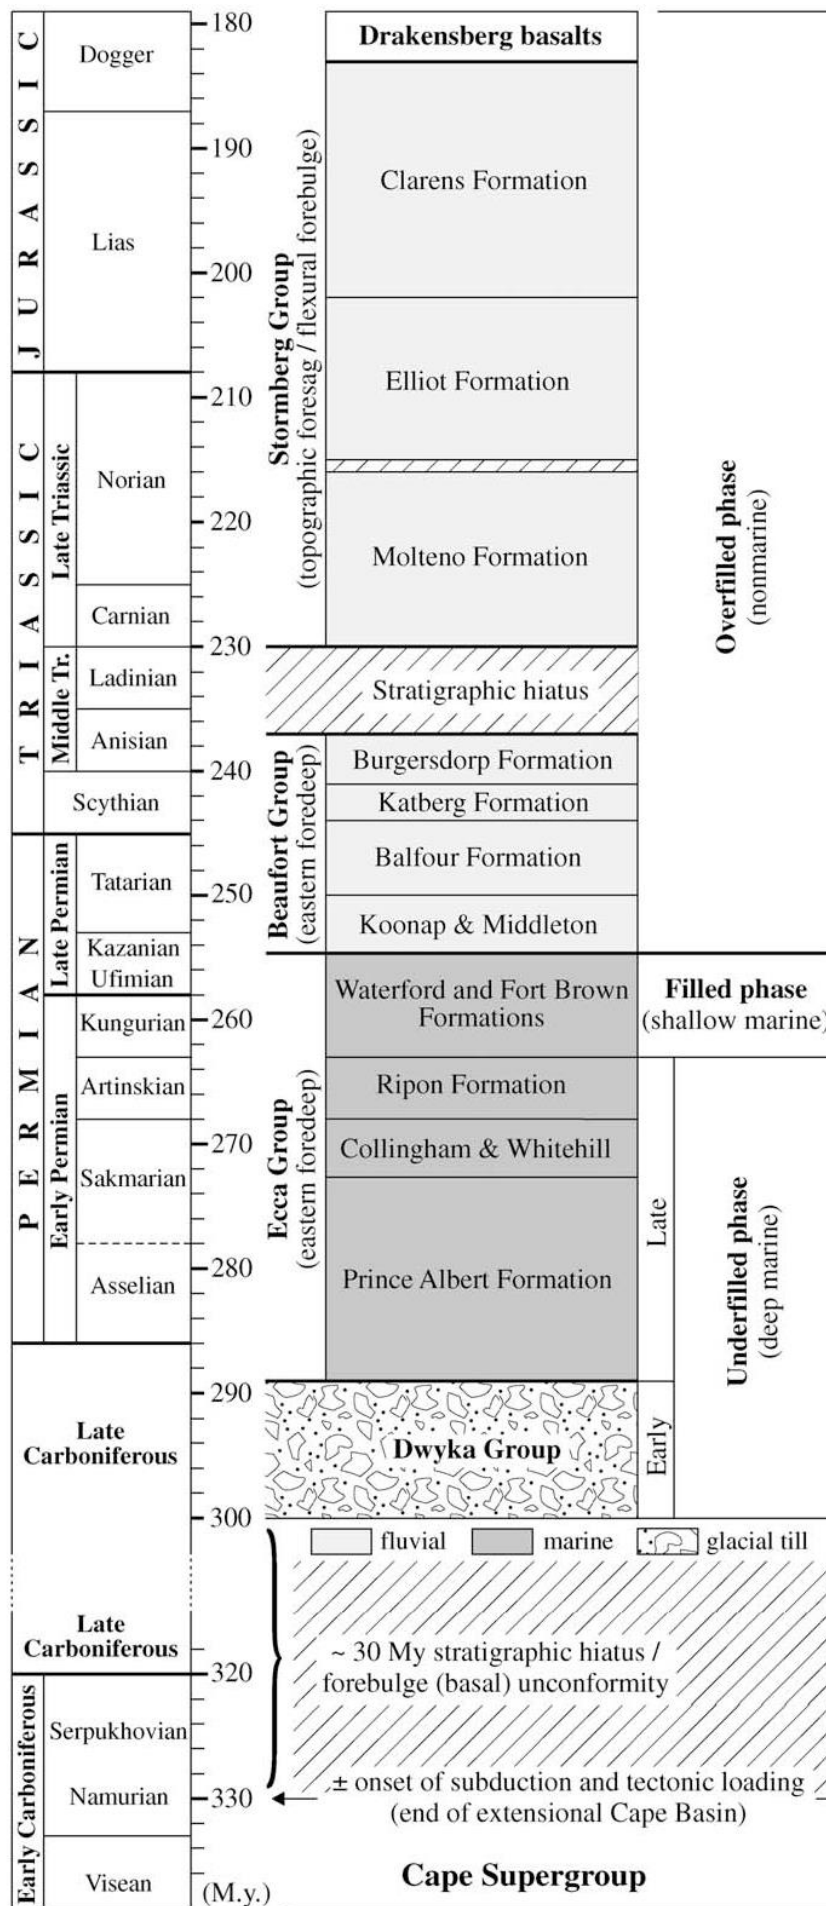 JURASSIC
Dogger
Lias
TRIASSIC
Late Triassic
Norian
Carnian
Middle Tr.
Ladinian
Anisian
Scythian
PERMIAN
Late Permian
Tatarian
Kazanian
Ufimian
Early Permian
Kungurian
Artinskian
Sakmarian
Asselian
Late
Carboniferous
Late
Carboniferous
Early Carboniferous
Serpukhovian
Namurian
Visean
180
190
200
210
220
230
240
250
260
270
280
290
300
320
330
(M.y.)
Stormberg Group
(topographic foresag / flexural forebulge)
Drakensberg basalts
Clarens Formation
Elliot Formation
Molteno Formation
Stratigraphic hiatus
Beaufort Group
(eastern foredeep)
Burgersdorp Formation
Katberg Formation
Balfour Formation
Koonap & Middleton
Ecca Group
(eastern foredeep)
Waterford and Fort Brown
Formations
Ripon Formation
Collingham & Whitehill
Prince Albert Formation
Dwyka Group
Overfilled phase
(nonmarine)
Filled phase
(shallow marine)
Late
Early
Underfilled phase
(deep marine)
fluvial
marine
glacial till
~ 30 My stratigraphic hiatus /
forebulge (basal) unconformity
± onset of subduction and tectonic loading
(end of extensional Cape Basin)
Cape Supergroup